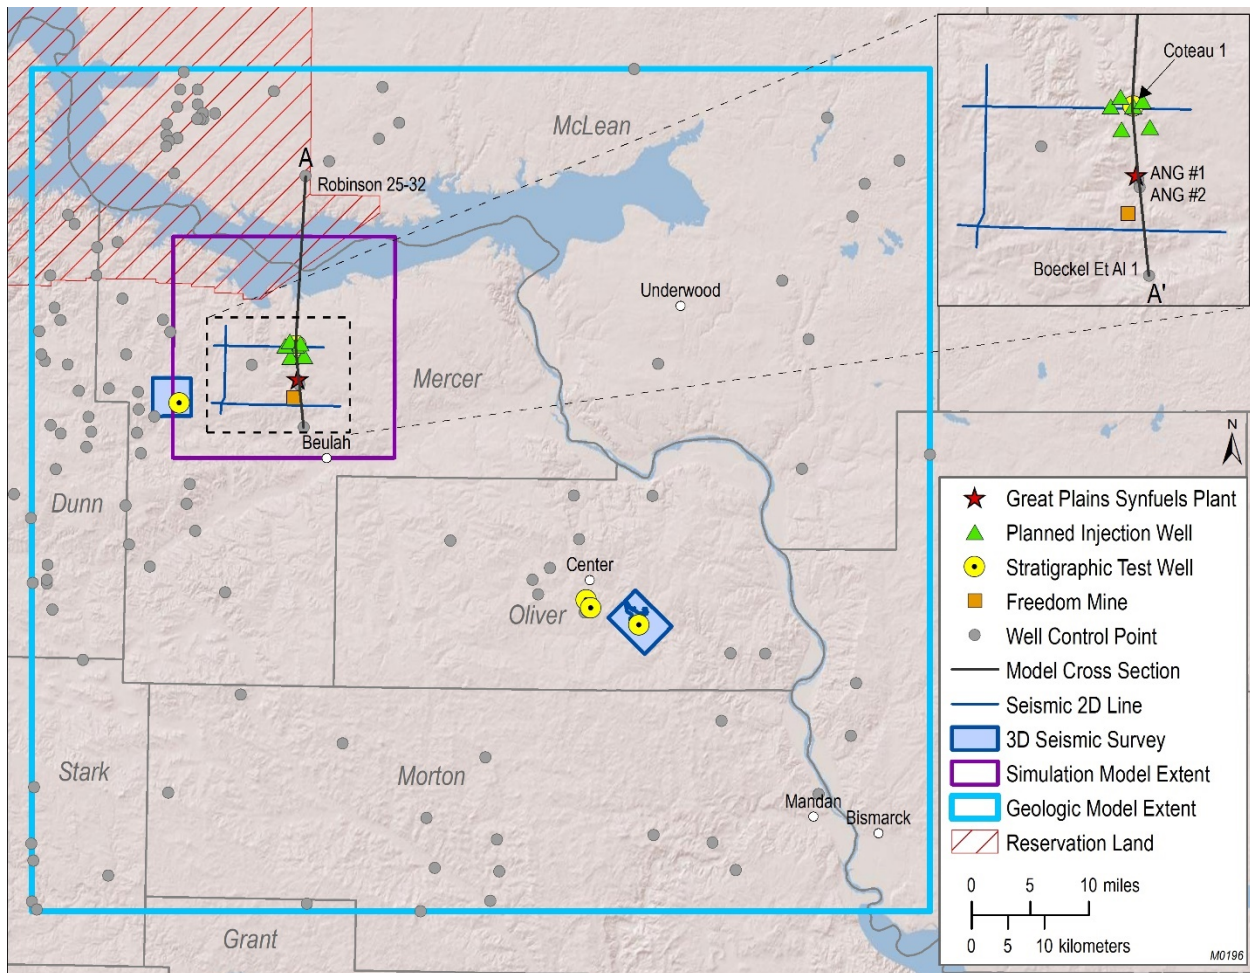 Coteau 1
McLean
A
Robinson 25-32
ANG #1
ANG #2
Boeckel Et Al 1
A'
Underwood
Mercer
Beulah
N
Dunn
Center
Oliver
Stark
Morton
Mandan
Bismarck
Grant
Great Plains Synfuels Plant
Planned Injection Well
Stratigraphic Test Well
Freedom Mine
Well Control Point
Model Cross Section
Seismic 2D Line
3D Seismic Survey
Simulation Model Extent
Geologic Model Extent
Reservation Land
0 5 10 miles
0 5 10 kilometers
M0196